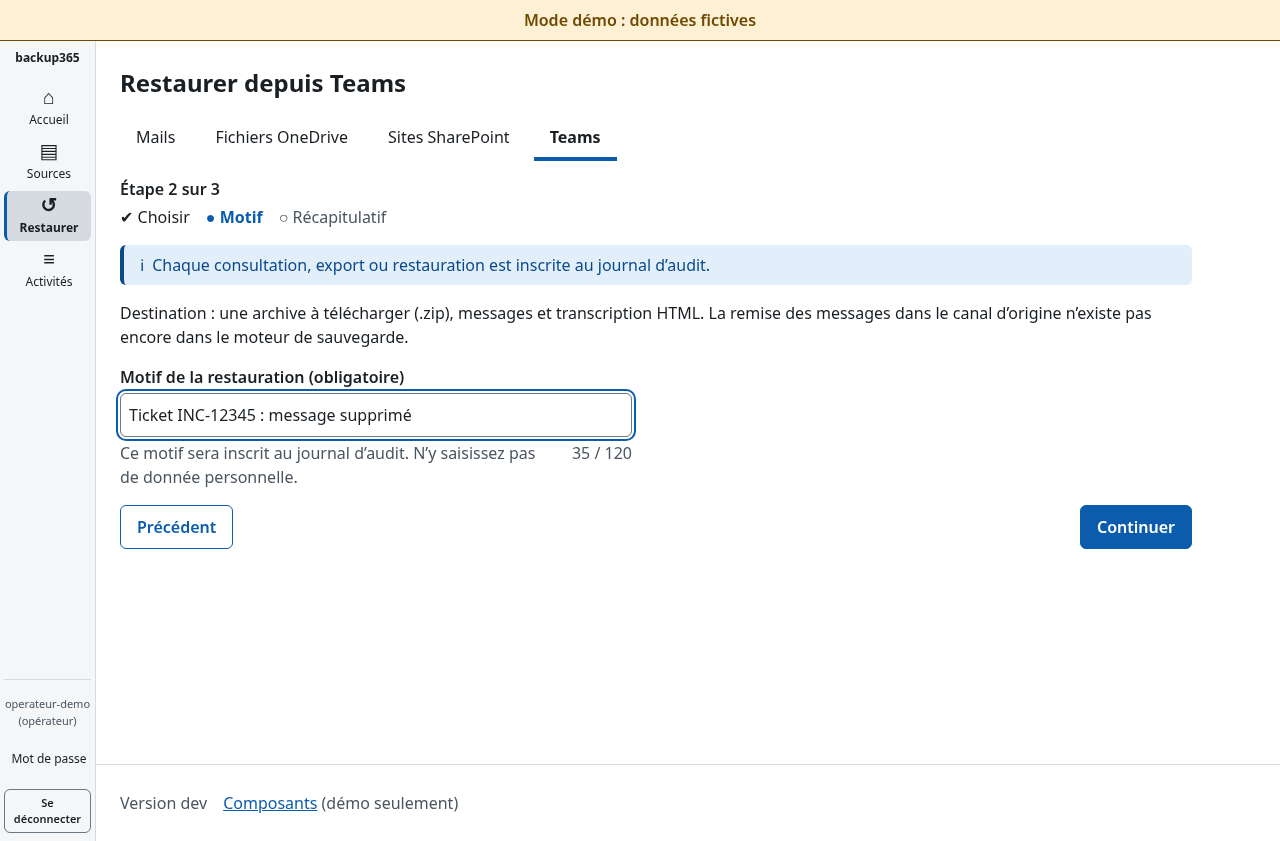 Mode démo : données fictives
backup365
Accueil
Sources
Restaurer
Activités
operateur-demo
(opérateur)
Mot de passe
Se
déconnecter
Restaurer depuis Teams
Mails Fichiers OneDrive Sites SharePoint Teams
Étape 2 sur 3
✔ Choisir ● Motif ○ Récapitulatif
i Chaque consultation, export ou restauration est inscrite au journal d’audit.
Destination : une archive à télécharger (.zip), messages et transcription HTML. La remise des messages dans le canal d’origine n’existe pas
encore dans le moteur de sauvegarde.
Motif de la restauration (obligatoire)
Ticket INC-12345 : message supprimé
Ce motif sera inscrit au journal d’audit. N’y saisissez pas 35 / 120
de donnée personnelle.
Précédent Continuer
Version dev Composants (démo seulement)